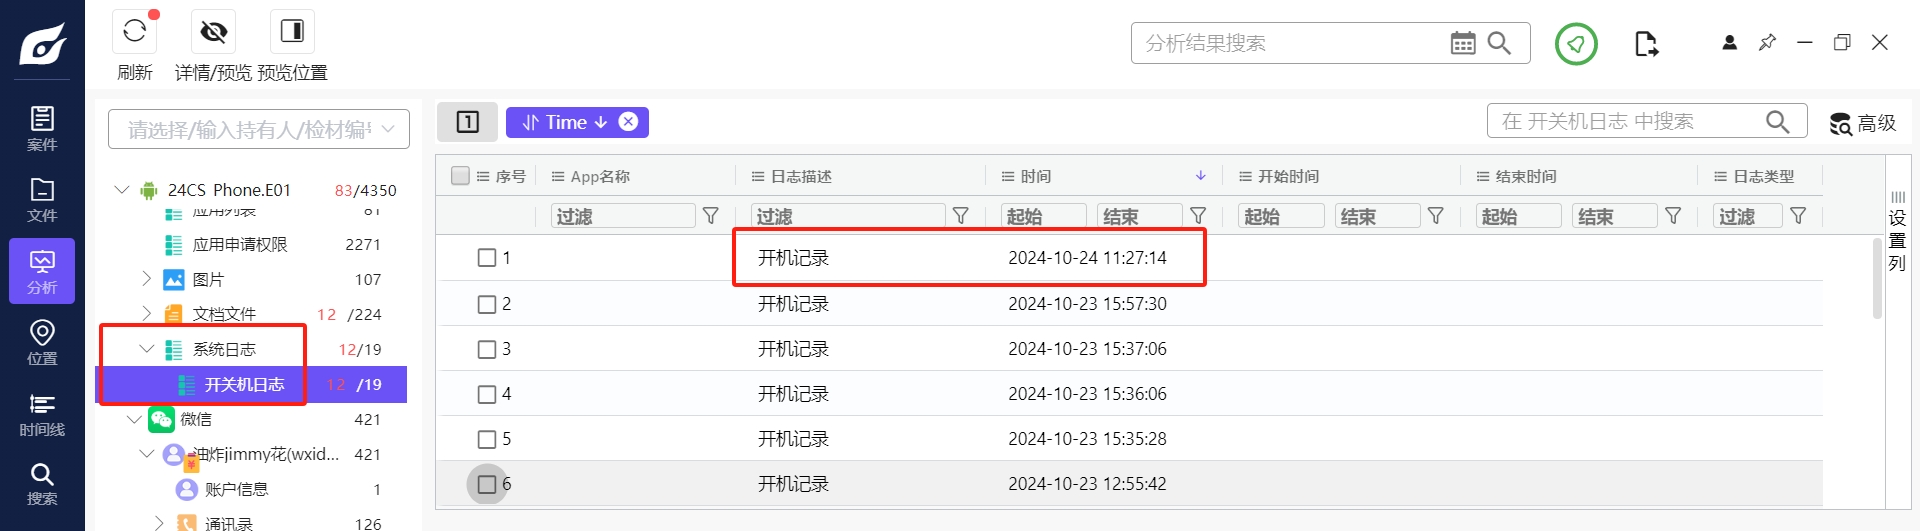 刷新
详情/预览
预览位置
分析结果搜索
案件
文件
分析
位置
时间线
搜索
请选择/输入持有人/检材编号
24CS Phone.E01 83/4350
应用列表 81
应用申请权限 2271
图片 107
文档文件 12 /224
系统日志 12/19
开关机日志 12 /19
微信 421
油炸jimmy花(wxid... 421
账户信息 1
通讯录 126
1 Time ↓
在 开关机日志 中搜索
高级
序号 App名称 日志描述 时间 ↓ 开始时间 结束时间 日志类型
过滤 过滤 起始 结束 起始 结束 起始 结束 过滤
1 开机记录 2024-10-24 11:27:14
2 开机记录 2024-10-23 15:57:30
3 开机记录 2024-10-23 15:37:06
4 开机记录 2024-10-23 15:36:06
5 开机记录 2024-10-23 15:35:28
6 开机记录 2024-10-23 12:55:42
设置列